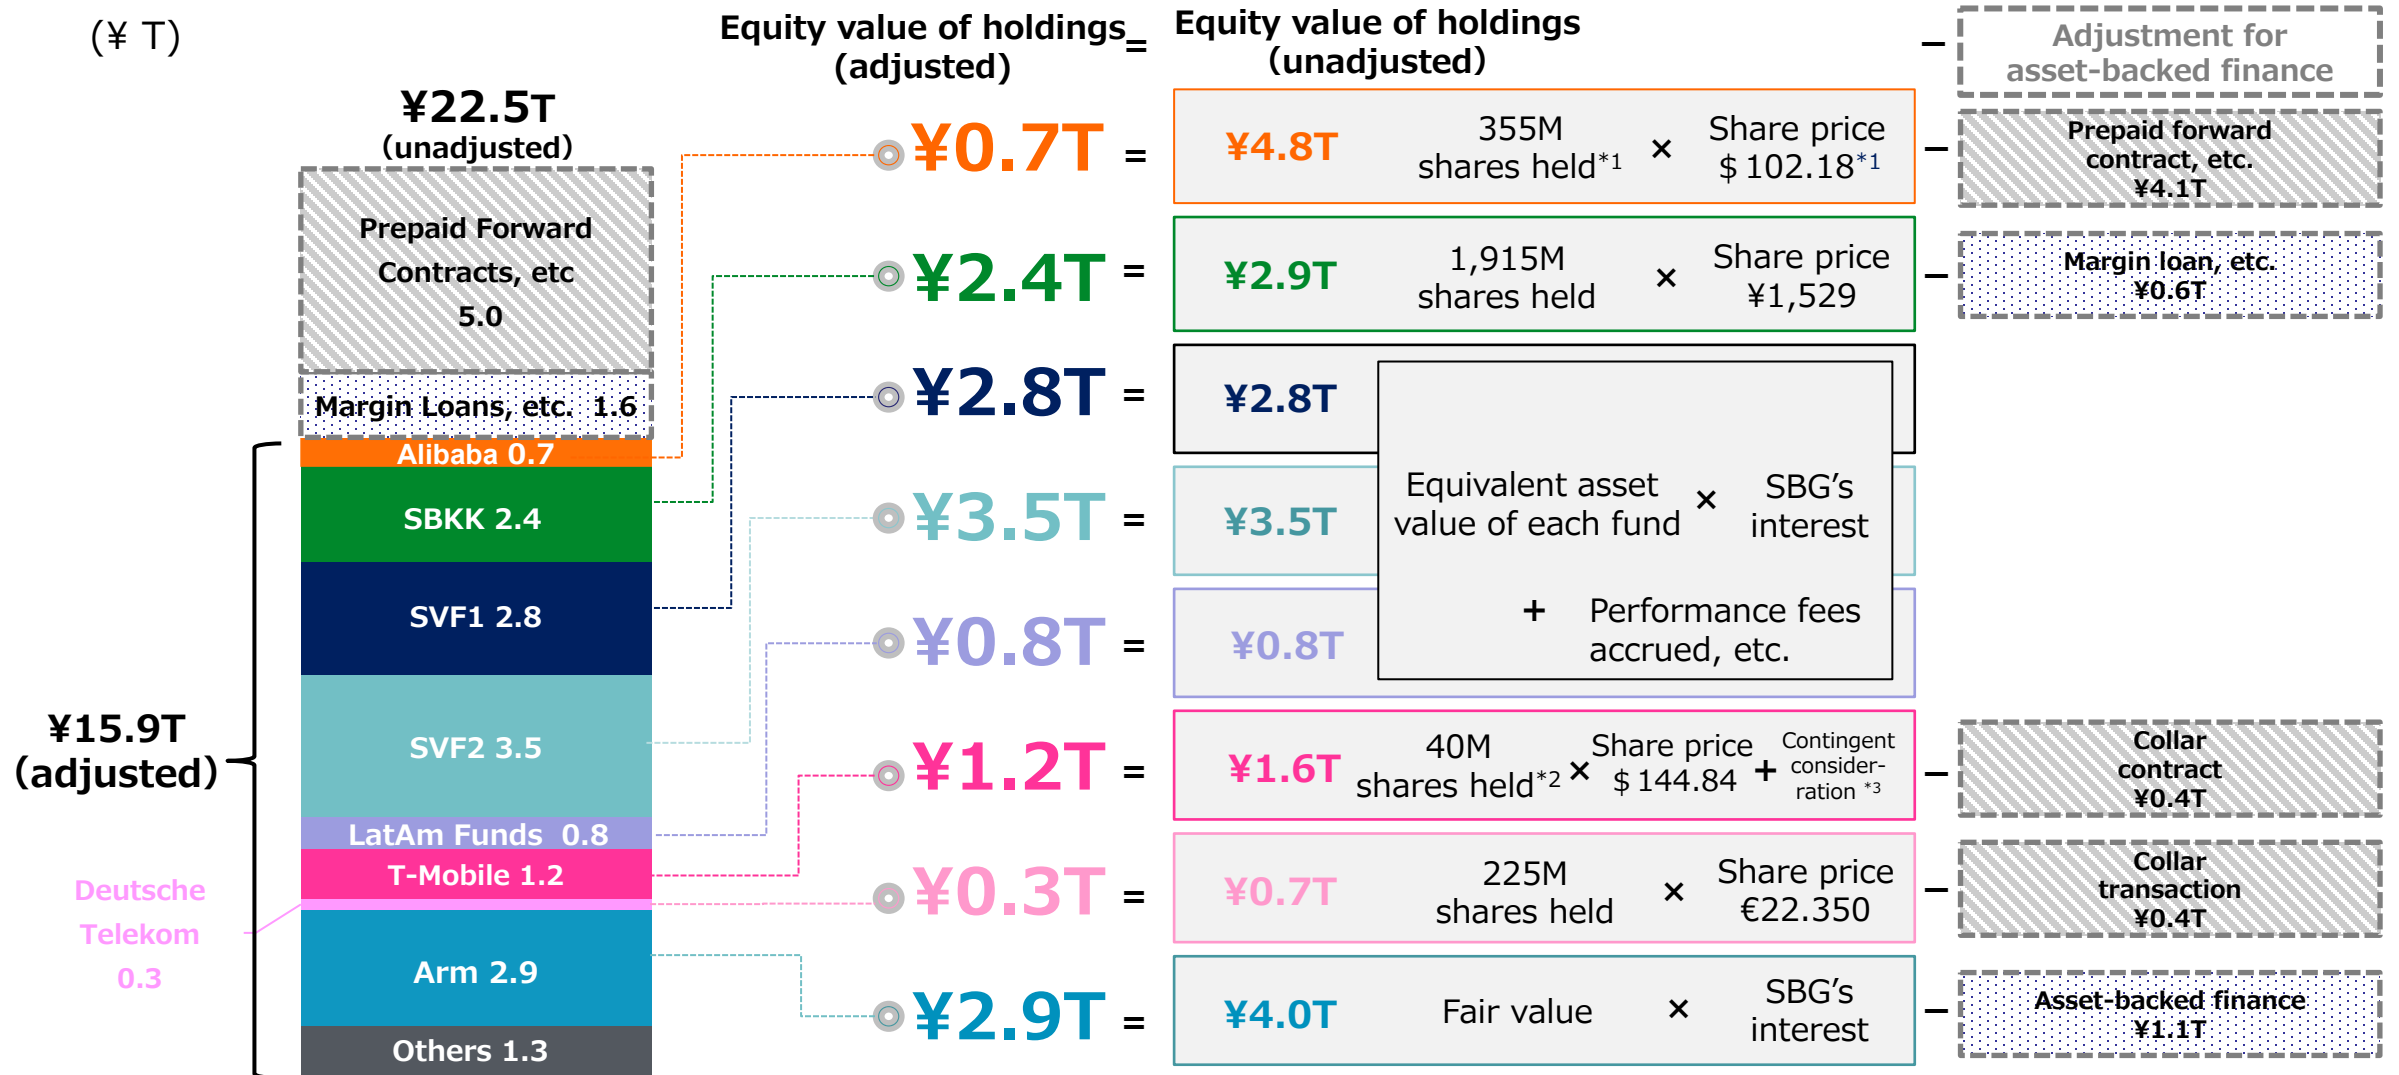 (¥ T)
Equity value of holdings
(adjusted)
=
Equity value of holdings
(unadjusted)
−
Adjustment for
asset-backed finance
¥22.5T
(unadjusted)
Prepaid Forward
Contracts, etc
5.0
Margin Loans, etc. 1.6
Alibaba 0.7
SBKK 2.4
SVF1 2.8
SVF2 3.5
LatAm Funds 0.8
T-Mobile 1.2
Deutsche
Telekom
0.3
Arm 2.9
Others 1.3
¥15.9T
(adjusted)
¥0.7T
=
¥4.8T
355M
shares held*1
×
Share price
$ 102.18*1
−
Prepaid forward
contract, etc.
¥4.1T
¥2.4T
=
¥2.9T
1,915M
shares held
×
Share price
¥1,529
−
Margin loan, etc.
¥0.6T
¥2.8T
=
¥2.8T
¥3.5T
=
¥3.5T
Equivalent asset
value of each fund
×
SBG’s
interest
+
Performance fees
accrued, etc.
¥0.8T
=
¥0.8T
¥1.2T
=
¥1.6T
40M
shares held*2
×
Share price
$ 144.84
+
Contingent
consider-
ration *3
−
Collar
contract
¥0.4T
¥0.3T
=
¥0.7T
225M
shares held
×
Share price
€22.350
−
Collar
transaction
¥0.4T
¥2.9T
=
¥4.0T
Fair value
×
SBG’s
interest
−
Asset-backed finance
¥1.1T